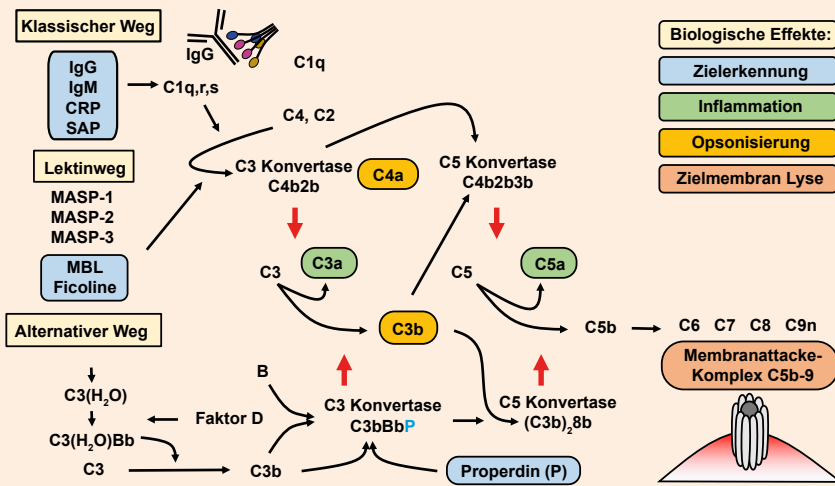 Klassischer Weg
IgG
IgM
CRP
SAP
C1q,r,s
IgG
C1q
C4, C2
Lektinweg
MASP-1
MASP-2
MASP-3
MBL
Ficoline
C3 Konvertase
C4b2b
C4a
C5 Konvertase
C4b2b3b
C3
C3a
C3b
C5
C5a
C5b
C6 C7 C8 C9n
Membranattacke-
Komplex C5b-9
Alternativer Weg
C3(H₂O)
C3(H₂O)Bb
C3
Faktor D
B
C3b
C3 Konvertase
C3bBbP
C5 Konvertase
(C3b)₂8b
Properdin (P)
Biologische Effekte:
Zielerkennung
Inflammation
Opsonisierung
Zielmembran Lyse